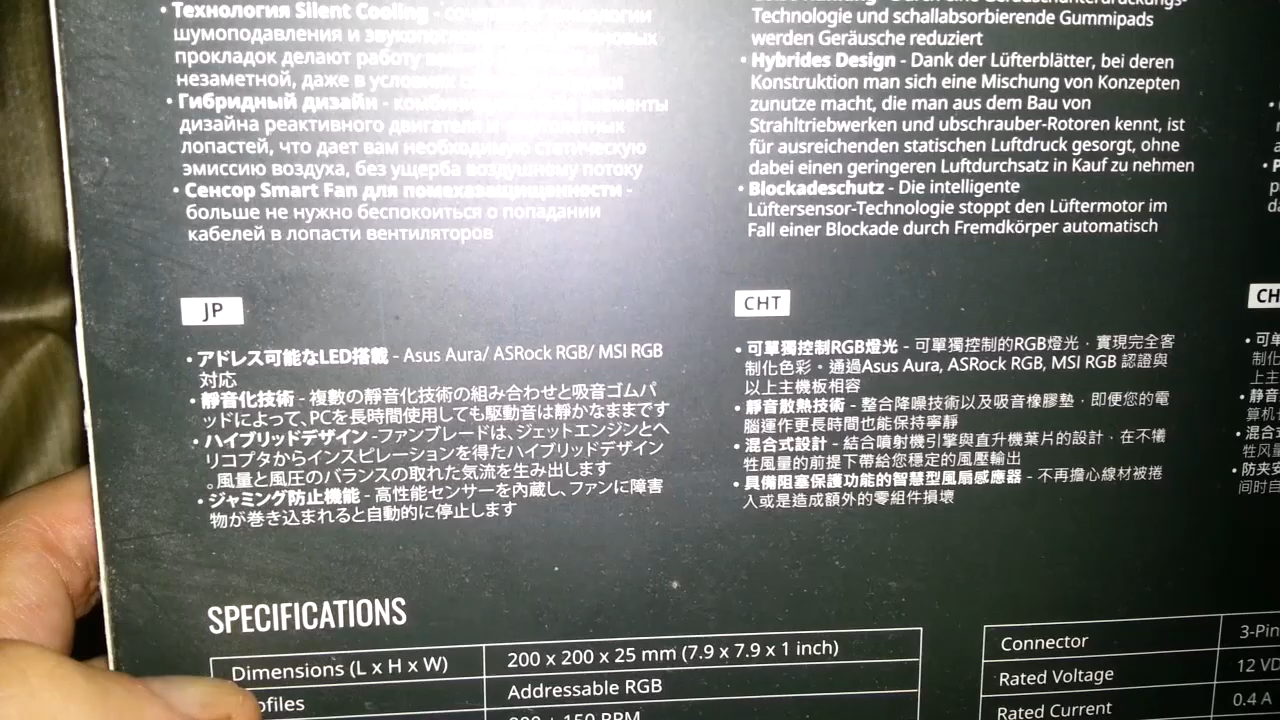 • Технология Silent Cooling -
шумоподавления и
прокладок делают работу
незаметной, даже в условиях
• Гибридный дизайн -
дизайна реактивного двигателя и
лопастей, что дает вам необходимую статическую
эмиссию воздуха, без ущерба воздушному потоку
• Сенсор Smart Fan для помехазащищенности -
больше не нужно беспокоиться о попадании
кабелей в лопасти вентиляторов
Technologie und schallabsorbierende Gummipads
werden Geräusche reduziert
• Hybrides Design - Dank der Lüfterblätter, bei deren
Konstruktion man sich eine Mischung von Konzepten
zunutze macht, die man aus dem Bau von
Strahltriebwerken und ubschrauber-Rotoren kennt, ist
für ausreichenden statischen Luftdruck gesorgt, ohne
dabei einen geringeren Luftdurchsatz in Kauf zu nehmen
• Blockadeschutz - Die intelligente
Lüftersensor-Technologie stoppt den Lüftermotor im
Fall einer Blockade durch Fremdkörper automatisch
JP
• アドレス可能なLED搭載 - Asus Aura/ ASRock RGB/ MSI RGB
対応
• 靜音化技術 - 複数の靜音化技術の組み合わせと吸音ゴムパ
ッドによって、PCを長時間使用しても駆動音は靜かなままです
• ハイブリッドデザイン -ファンブレードは、ジェットエンジンとヘ
リコプタからインスピレーションを得たハイブリッドデザイン
。風量と風圧のバランスの取れた気流を生み出します
• ジャミング防止機能 - 高性能センサーを內蔵し、ファンに障害
物が巻き込まれると自動的に停止します
CHT
• 可單獨控制RGB燈光 - 可單獨控制的RGB燈光，實現完全客
制化色彩。通過Asus Aura, ASRock RGB, MSI RGB 認證與
以上主機板相容
• 靜音散熱技術 - 整合降噪技術以及吸音橡膠墊，即便您的電
腦運作更長時間也能保持寧靜
• 混合式設計 - 結合噴射機引擎與直升機葉片的設計，在不犧
牲風量的前提下帶給您穩定的風壓輸出
• 具備阻塞保護功能的智慧型風扇感應器 - 不再擔心線材被捲
入或是造成額外的零組件損壞
SPECIFICATIONS
Dimensions (L x H x W) 200 x 200 x 25 mm (7.9 x 7.9 x 1 inch)
Addressable RGB
Connector 3-Pin
Rated Voltage 12 VD
Rated Current 0.4 A